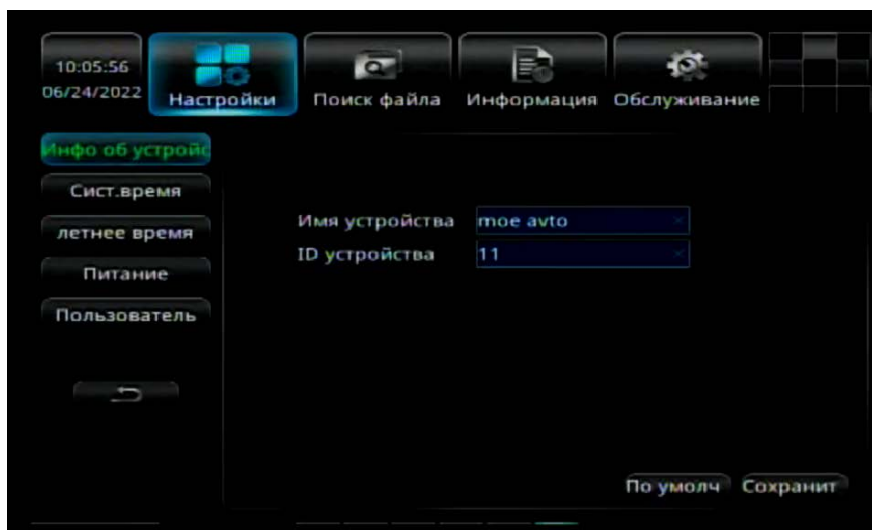 10:05:56
06/24/2022
Настройки
Поиск файла
Информация
Обслуживание
Инфо об устройс
Сист.время
летнее время
Питание
Пользователь
Имя устройства moe avto
ID устройства 11
По умолч Сохранит